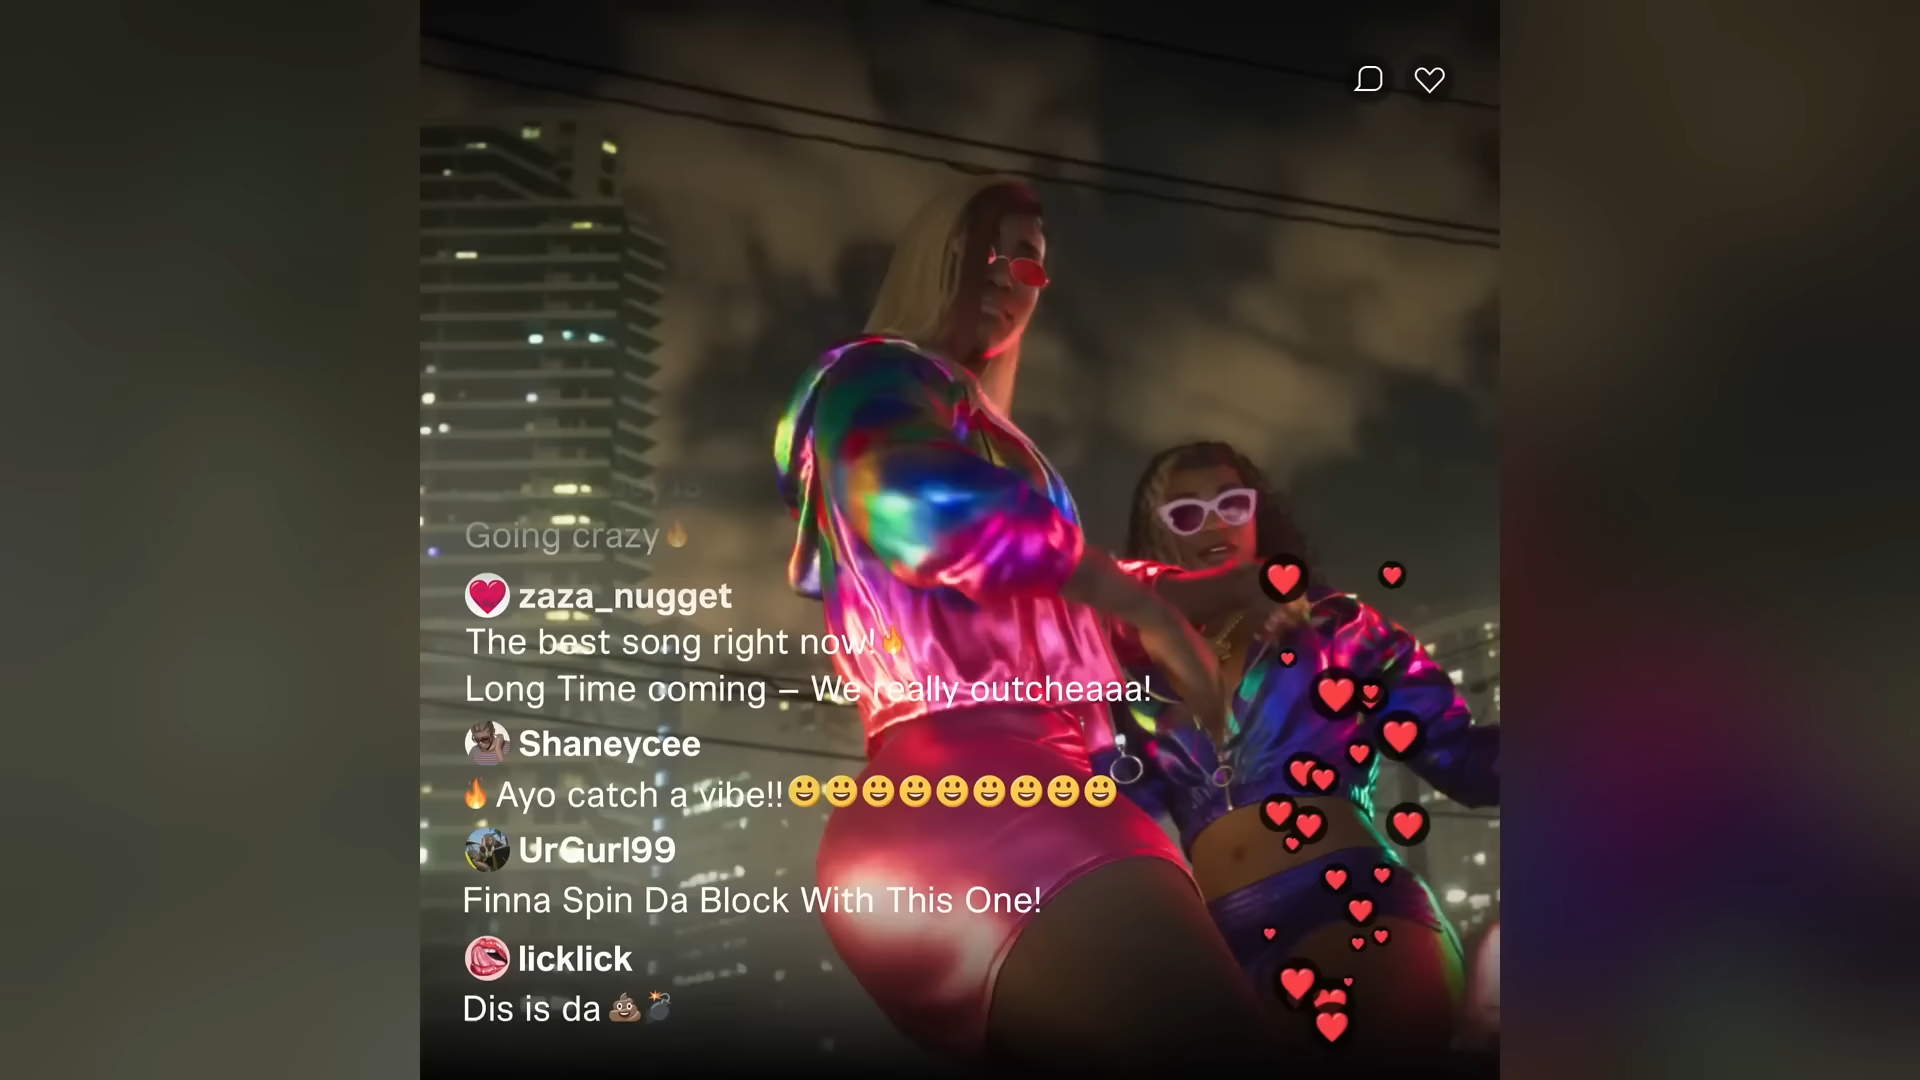 Going crazy🔥
zaza_nugget
The best song right now!🔥
Long Time coming – We really outcheaaa!
Shaneycee
🔥Ayo catch a vibe!!😀😀😀😀😀😀😀😀😀
UrGurl99
Finna Spin Da Block With This One!
licklick
Dis is da💩💣